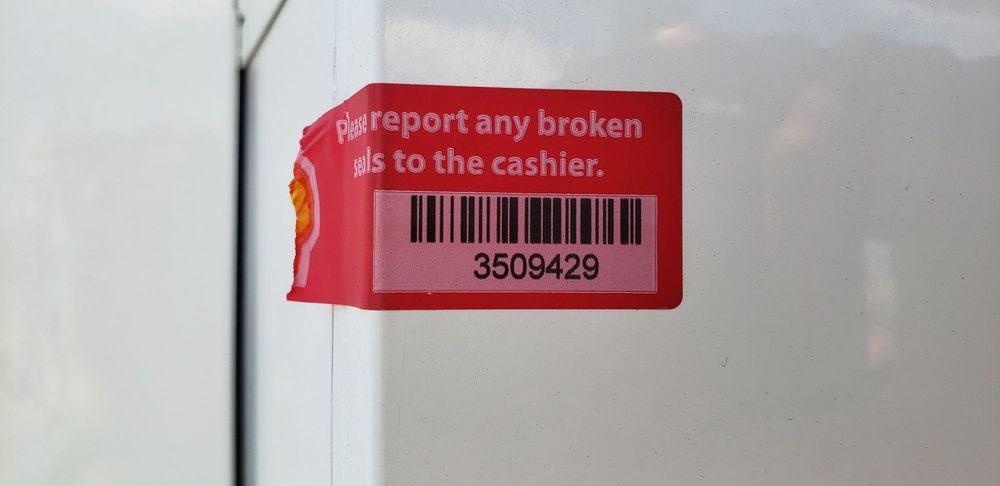 Please report any broken
seals to the cashier.
3509429